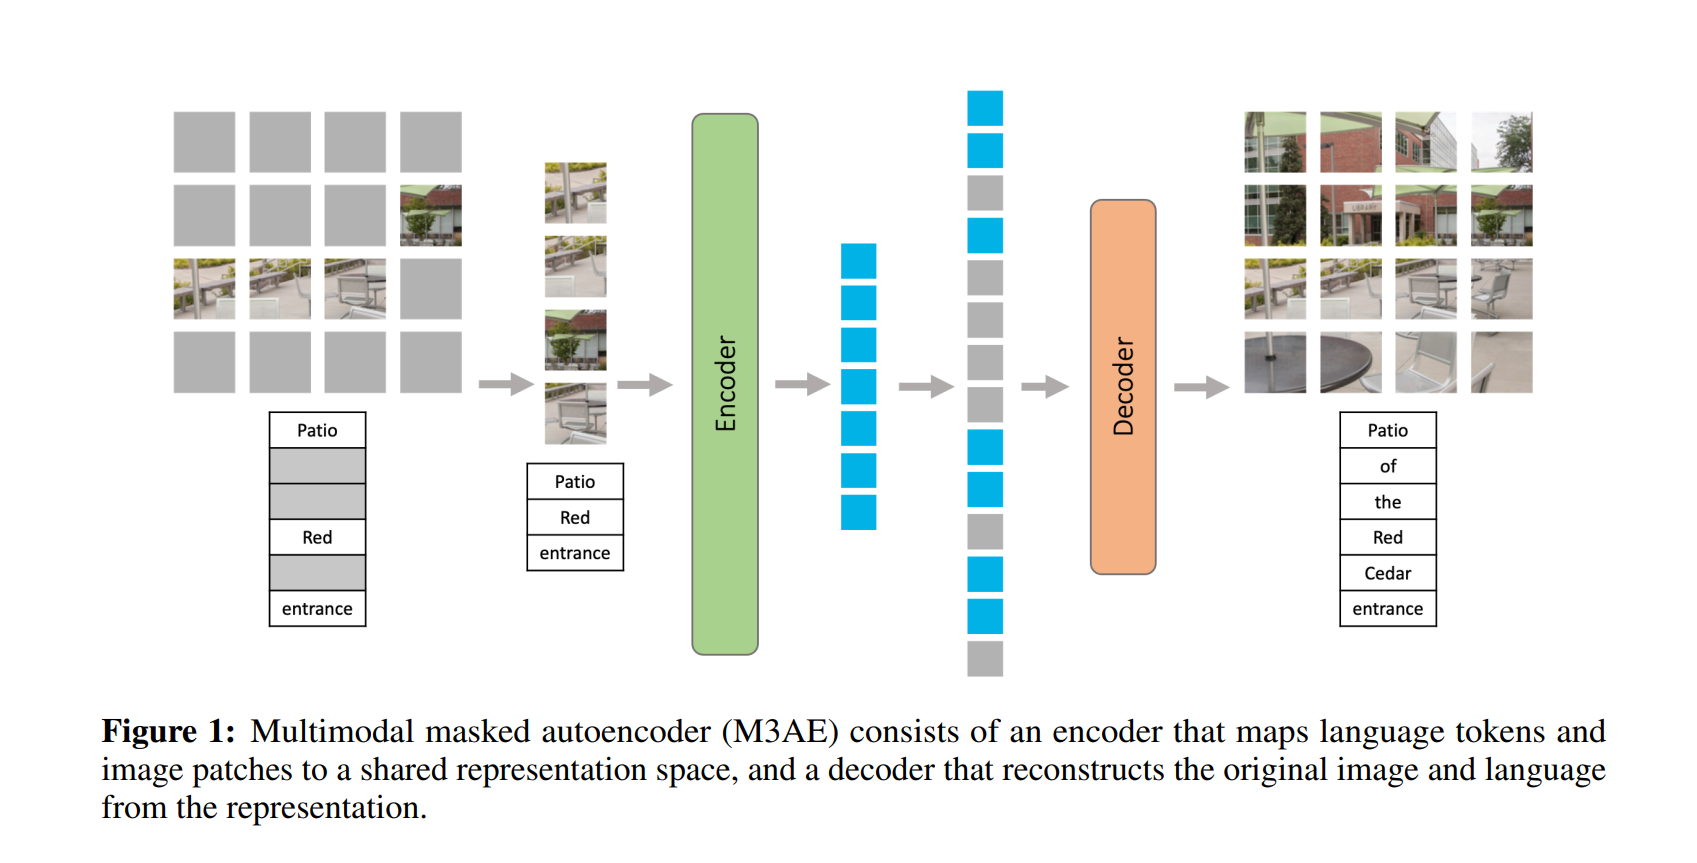 Patio
Red
entrance
Patio
Red
entrance
Encoder
Decoder
LIBRARY
Patio
of
the
Red
Cedar
entrance
Figure 1: Multimodal masked autoencoder (M3AE) consists of an encoder that maps language tokens and
image patches to a shared representation space, and a decoder that reconstructs the original image and language
from the representation.